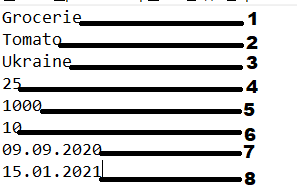 Grocerie 1
Tomato 2
Ukraine 3
25 4
1000 5
10 6
09.09.2020 7
15.01.2021 8